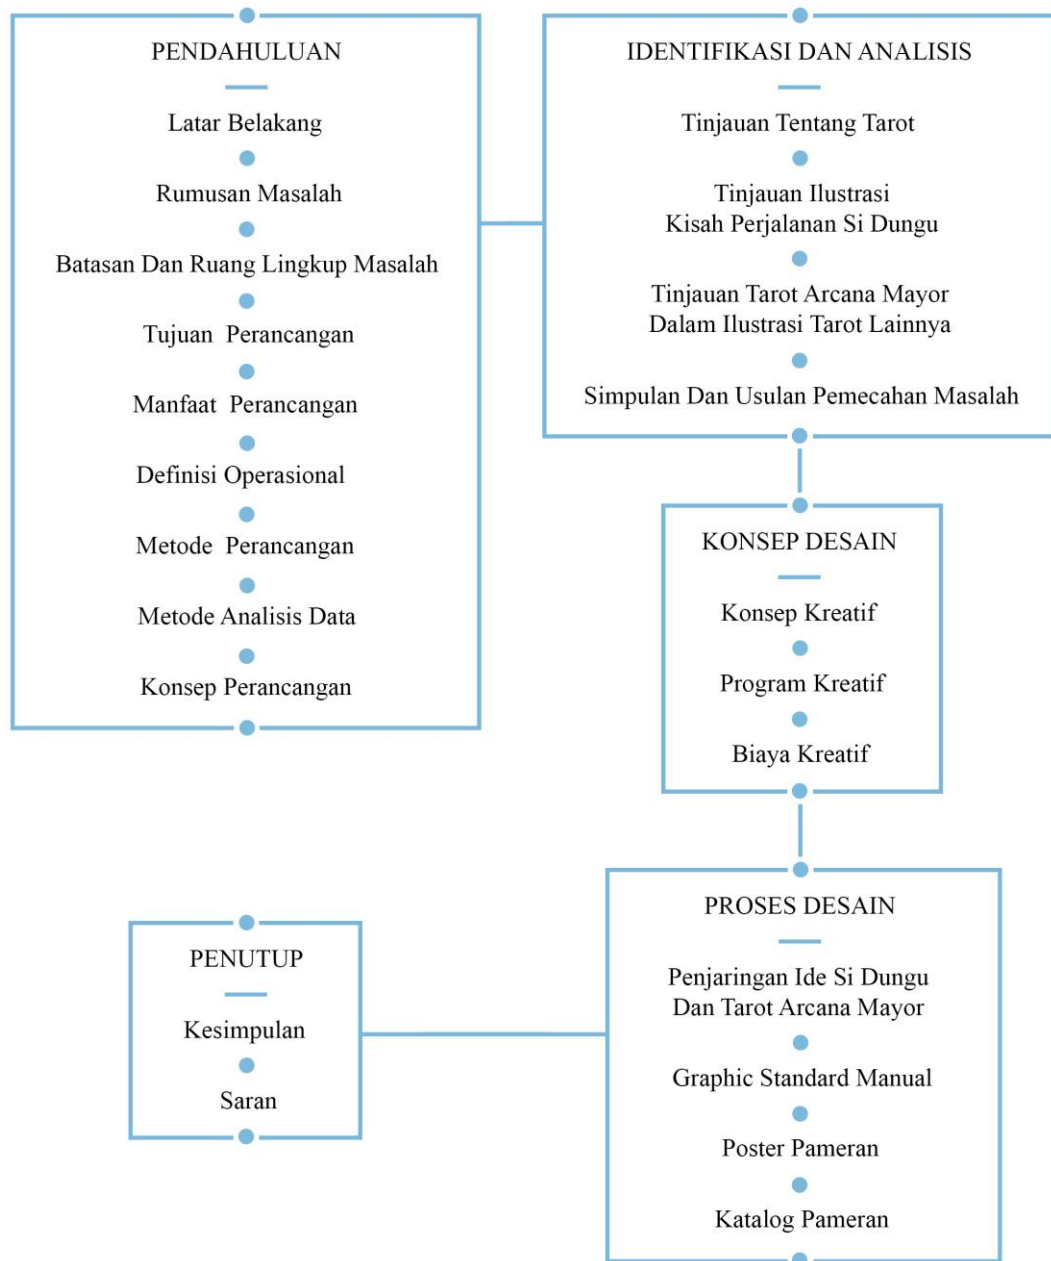 PENDAHULUAN
Latar Belakang
Rumusan Masalah
Batasan Dan Ruang Lingkup Masalah
Tujuan Perancangan
Manfaat Perancangan
Definisi Operasional
Metode Perancangan
Metode Analisis Data
Konsep Perancangan
IDENTIFIKASI DAN ANALISIS
Tinjauan Tentang Tarot
Tinjauan Ilustrasi
Kisah Perjalanan Si Dungu
Tinjauan Tarot Arcana Mayor
Dalam Ilustrasi Tarot Lainnya
Simpulan Dan Usulan Pemecahan Masalah
KONSEP DESAIN
Konsep Kreatif
Program Kreatif
Biaya Kreatif
PROSES DESAIN
Penjaringan Ide Si Dungu
Dan Tarot Arcana Mayor
Graphic Standard Manual
Poster Pameran
Katalog Pameran
PENUTUP
Kesimpulan
Saran